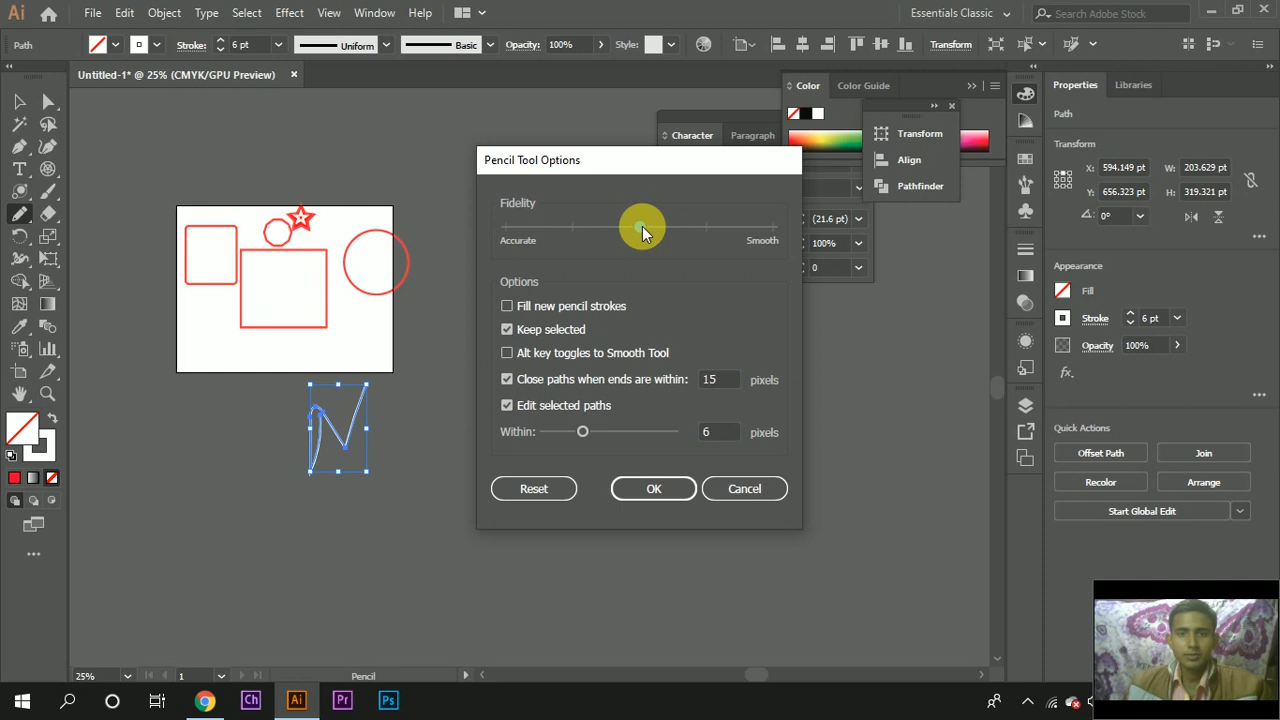 Ai File Edit Object Type Select Effect View Window Help Essentials Classic Search Adobe Stock
Path Stroke: 6 pt Uniform Basic Opacity: 100% Style: Transform
Untitled-1* @ 25% (CMYK/GPU Preview)
Color Color Guide
Properties Libraries
Path
Character Paragraph
Transform
Align
Pathfinder
(21.6 pt)
100%
0
Pencil Tool Options
Fidelity
Accurate Smooth
Options
Fill new pencil strokes
Keep selected
Alt key toggles to Smooth Tool
Close paths when ends are within: 15 pixels
Edit selected paths
Within: 6 pixels
Reset OK Cancel
Transform
X: 594.149 pt W: 203.629 pt
Y: 656.323 pt H: 319.321 pt
0°
Appearance
Fill
Stroke 6 pt
Opacity 100%
fx.
Quick Actions
Offset Path Join
Recolor Arrange
Start Global Edit
25% 1 Pencil
Ch Ai Pr Ps